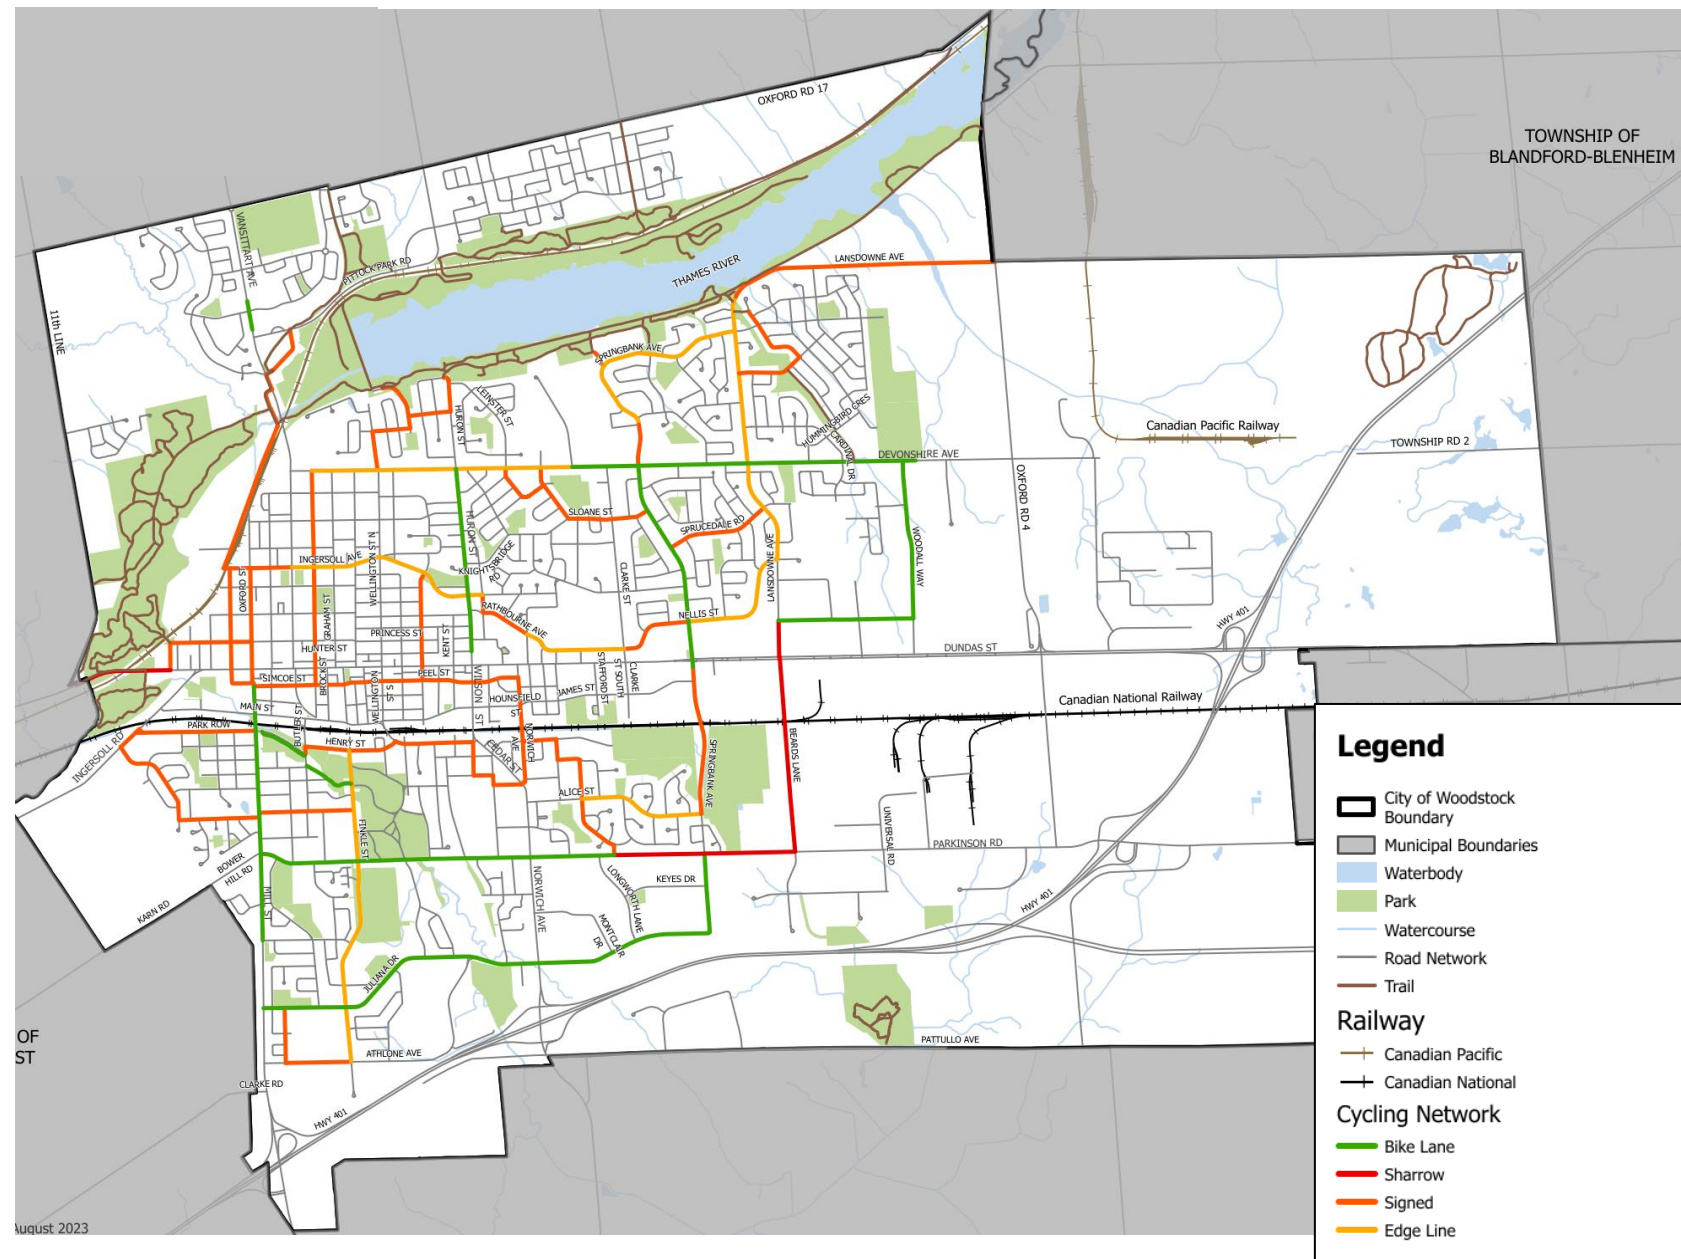 OXFORD RD 17
TOWNSHIP OF
BLANDFORD-BLENHEIM
VANSITTART AVE
PITTOCK PARK RD
THAMES RIVER
LANSDOWNE AVE
11th LINE
SPRINGBANK AVE
LEINSTER ST
HURON ST
HUMMINGBIRD CRES
CARDINAL DR
Canadian Pacific Railway
TOWNSHIP RD 2
DEVONSHIRE AVE
OXFORD RD 4
SLOANE ST
SPRUCEDALE RD
HURON ST
WELLINGTON ST N
INGERSOLL AVE
KNIGHTSBRIDGE
RD
CLARKE ST
LANSDOWNE AVE
WOODALL WAY
OXFORD ST
GRAHAM ST
RATHBOURNE AVE
NELLIS ST
HWY 401
PRINCESS ST
KENT ST
HUNTER ST
DUNDAS ST
SIMCOE ST
BROCK ST
WELLINGTON
ST S
PEEL ST
WILSON ST
HOUNSFIELD
ST
JAMES ST
STAFFORD ST
CLARKE
ST SOUTH
Canadian National Railway
MAIN ST
PARK ROW
BUTLER ST
HENRY ST
CEDAR ST
NORWICH
AVE
INGERSOLL RD
SPRINGBANK AVE
BEARDS LANE
ALICE ST
UNIVERSAL RD
PARKINSON RD
FINKLE ST
BOWER
HILL RD
KARN RD
MILL ST
NORWICH AVE
LONGWORTH LANE
KEYES DR
MONTCLAIR
DR
HWY 401
JULIANA DR
OF
ST
ATHLONE AVE
PATTULLO AVE
CLARKE RD
HWY 401
August 2023
Legend
City of Woodstock
Boundary
Municipal Boundaries
Waterbody
Park
Watercourse
Road Network
Trail
Railway
Canadian Pacific
Canadian National
Cycling Network
Bike Lane
Sharrow
Signed
Edge Line